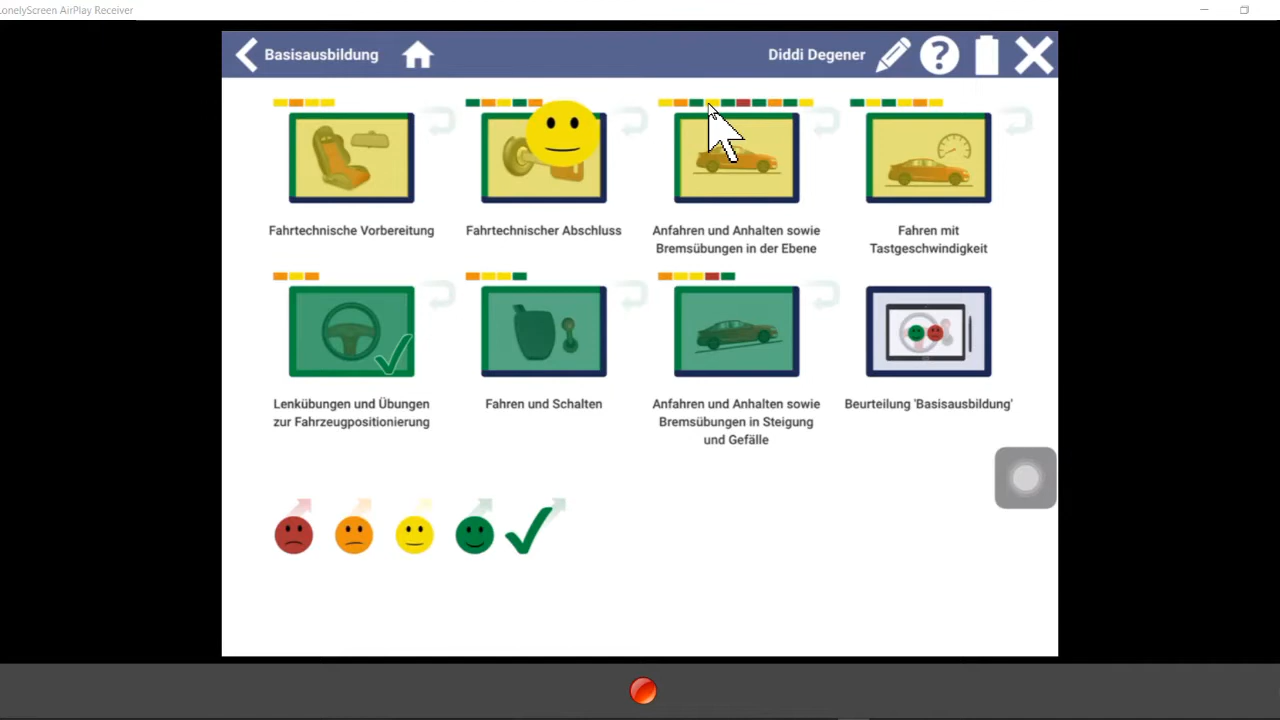 LonelyScreen AirPlay Receiver
Basisausbildung
Diddi Degener
?
Fahrtechnische Vorbereitung
Fahrtechnischer Abschluss
Anfahren und Anhalten sowie
Bremsübungen in der Ebene
Fahren mit
Tastgeschwindigkeit
Lenkübungen und Übungen
zur Fahrzeugpositionierung
Fahren und Schalten
Anfahren und Anhalten sowie
Bremsübungen in Steigung
und Gefälle
Beurteilung 'Basisausbildung'